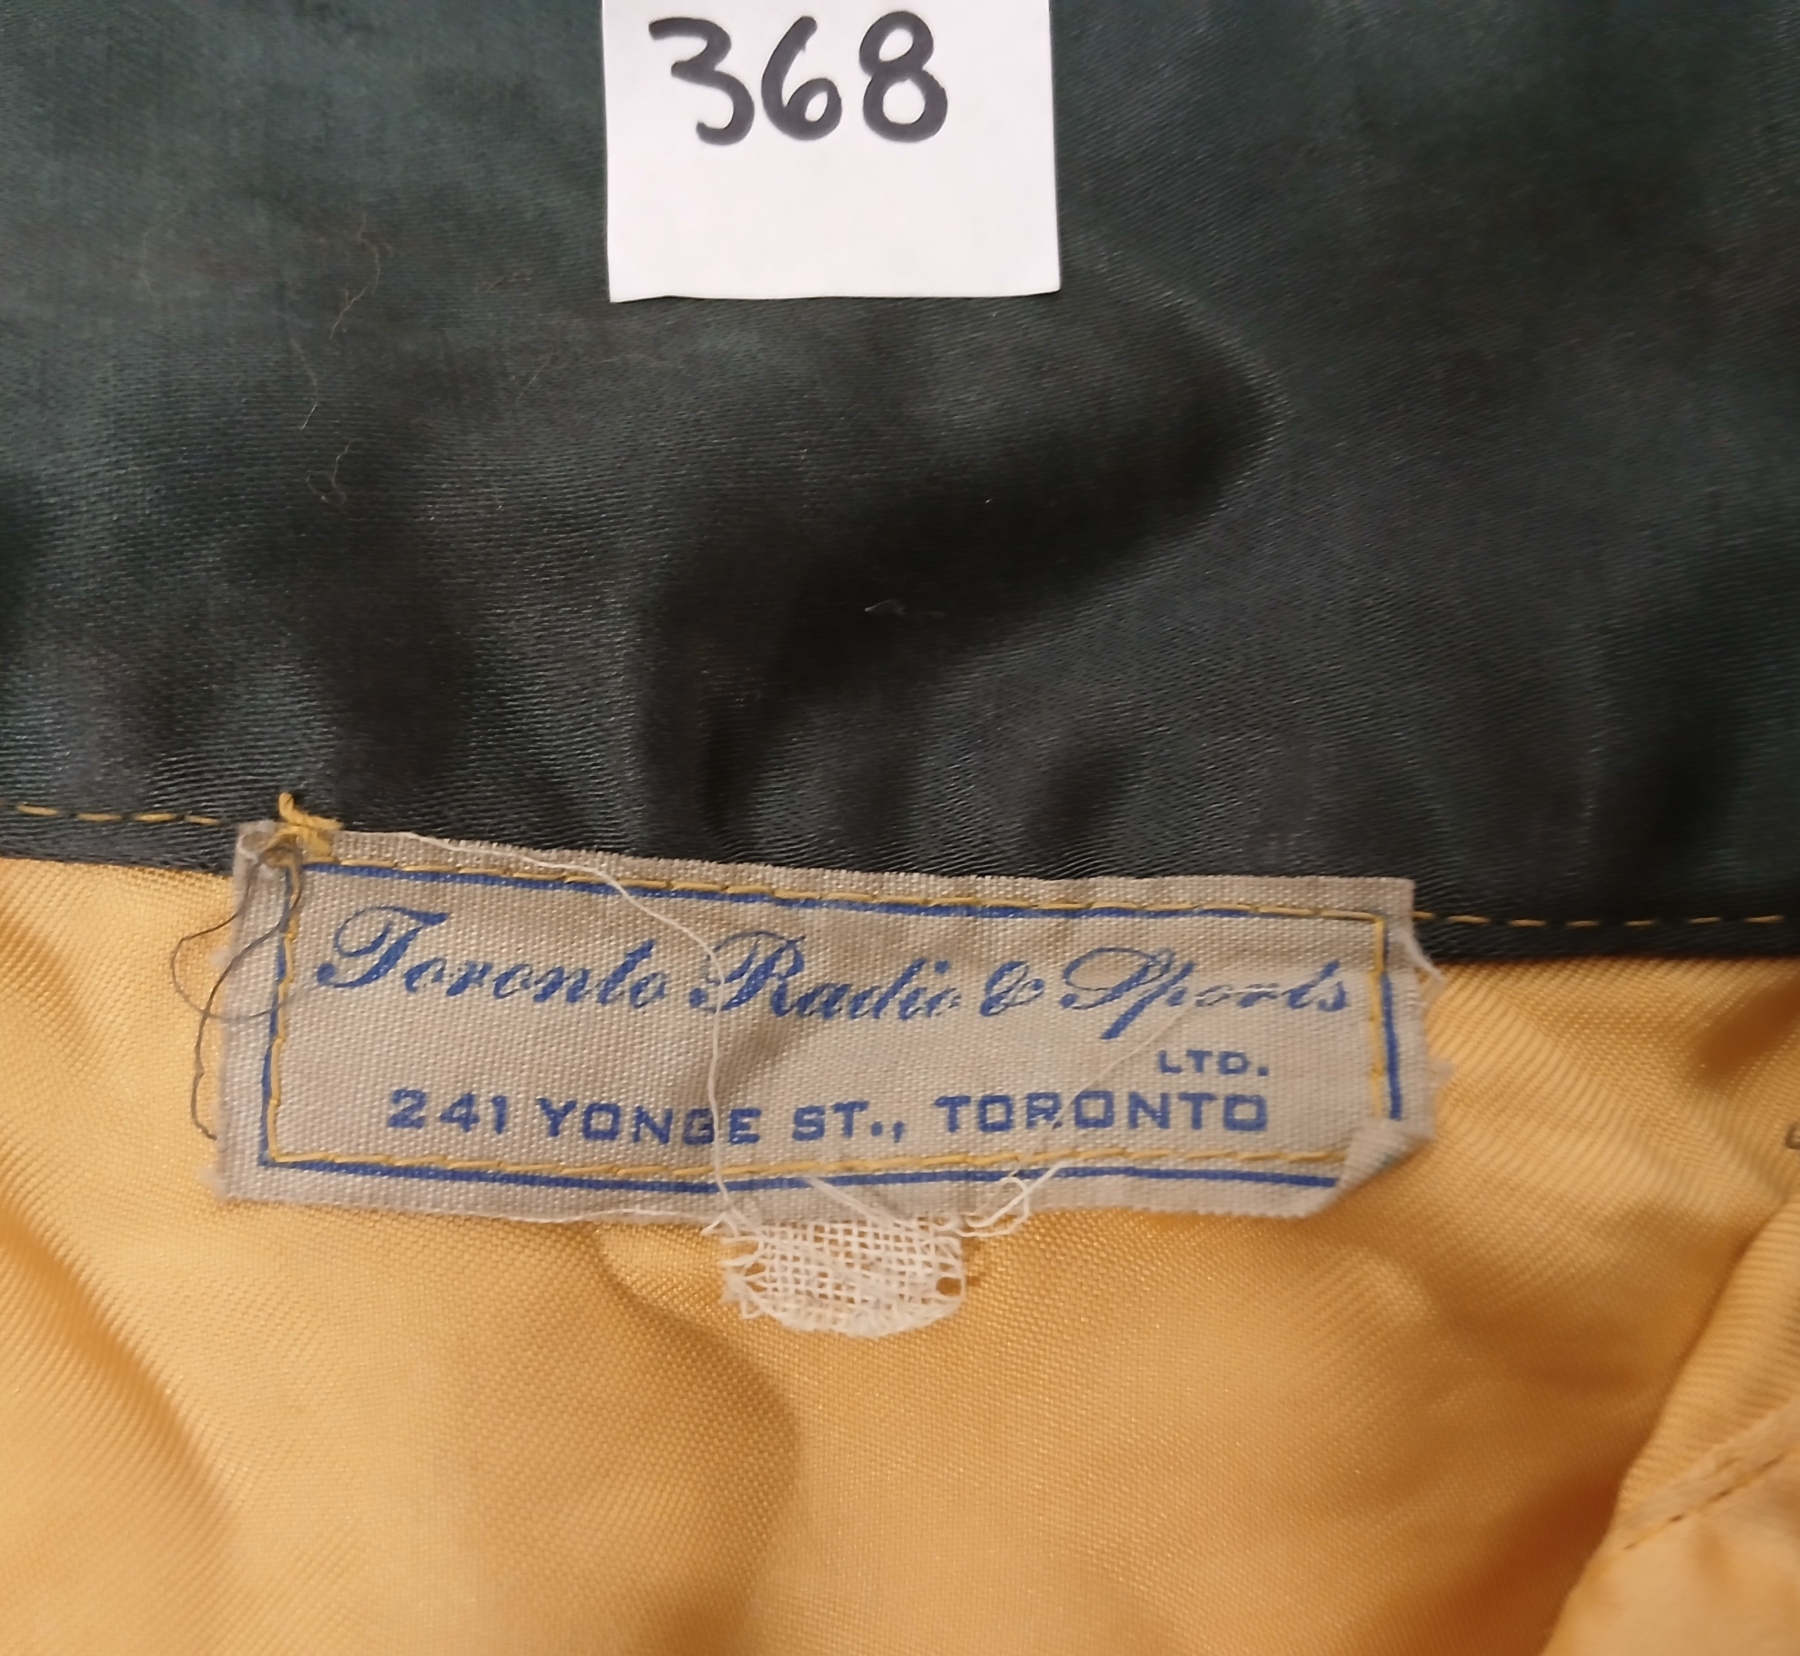 368
Toronto Radio & Sports
LTD.
241 YONGE ST., TORONTO